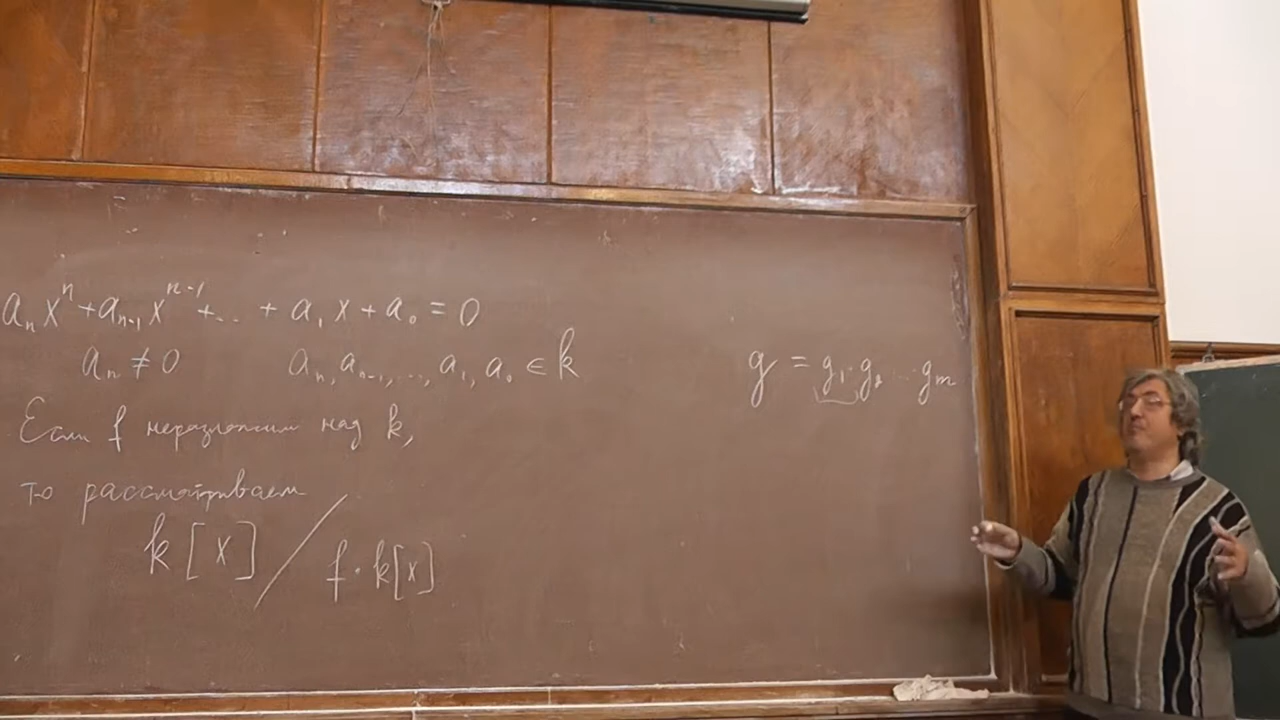 aₙxⁿ + aₙ₋₁xⁿ⁻¹ + ... + a₁x + a₀ = 0
aₙ ≠ 0 aₙ, aₙ₋₁, ..., a₁, a₀ ∈ k
Если f неразложим над k,
то рассматриваем
k[x] / f · k[x]
g = g₁ · g₂ ... gₘ